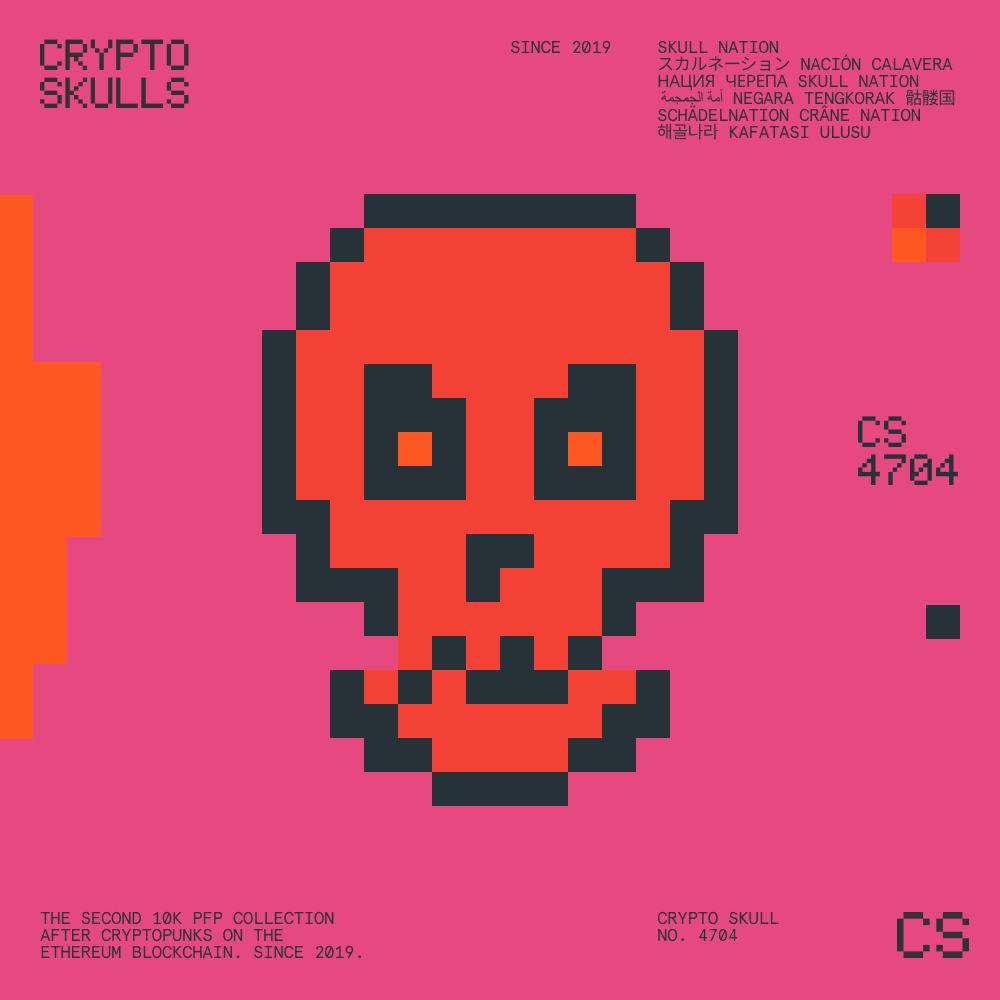 CRYPTO
SKULLS
SINCE 2019
SKULL NATION
スカルネーション NACIÓN CALAVERA
НАЦИЯ ЧЕРЕПА SKULL NATION
أمة الجمجمة NEGARA TENGKORAK 骷髅国
SCHÄDELNATION CRÂNE NATION
해골나라 KAFATASI ULUSU
CS
4704
THE SECOND 10K PFP COLLECTION
AFTER CRYPTOPUNKS ON THE
ETHEREUM BLOCKCHAIN. SINCE 2019.
CRYPTO SKULL
NO. 4704
CS